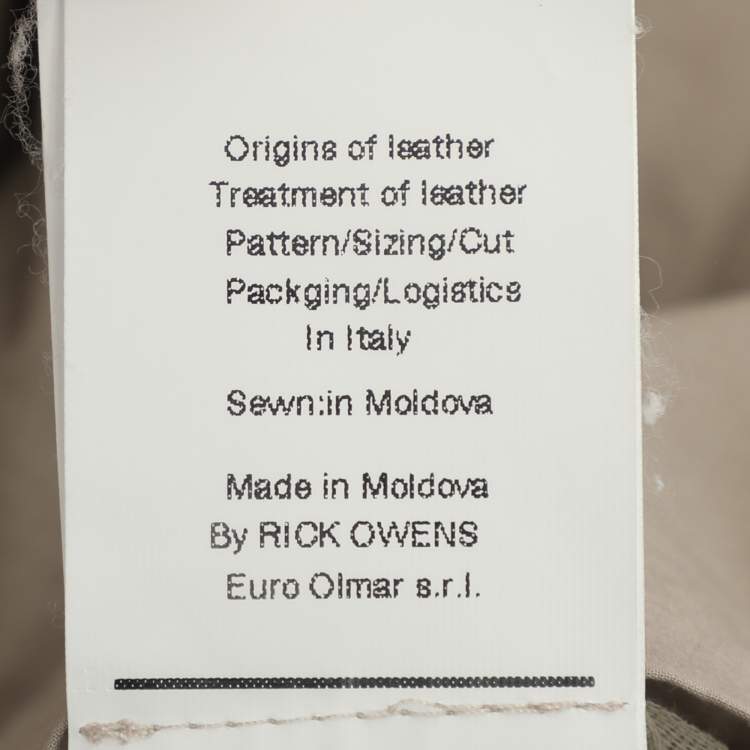 Origins of leather
Treatment of leather
Pattern/Sizing/Cut
Packging/Logistics
In Italy
Sewn:in Moldova
Made in Moldova
By RICK OWENS
Euro Olmar s.r.l.